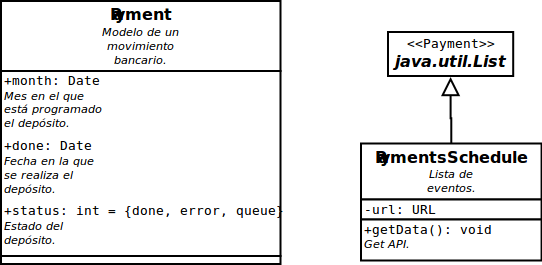 Payment
Modelo de un
movimiento
bancario.
+month: Date
Mes en el que
está programado
el depósito.
+done: Date
Fecha en la que
se realiza el
depósito.
+status: int = {done, error, queue}
Estado del
depósito.
<<Payment>>
java.util.List
PaymentsSchedule
Lista de
eventos.
-url: URL
+getData(): void
Get API.